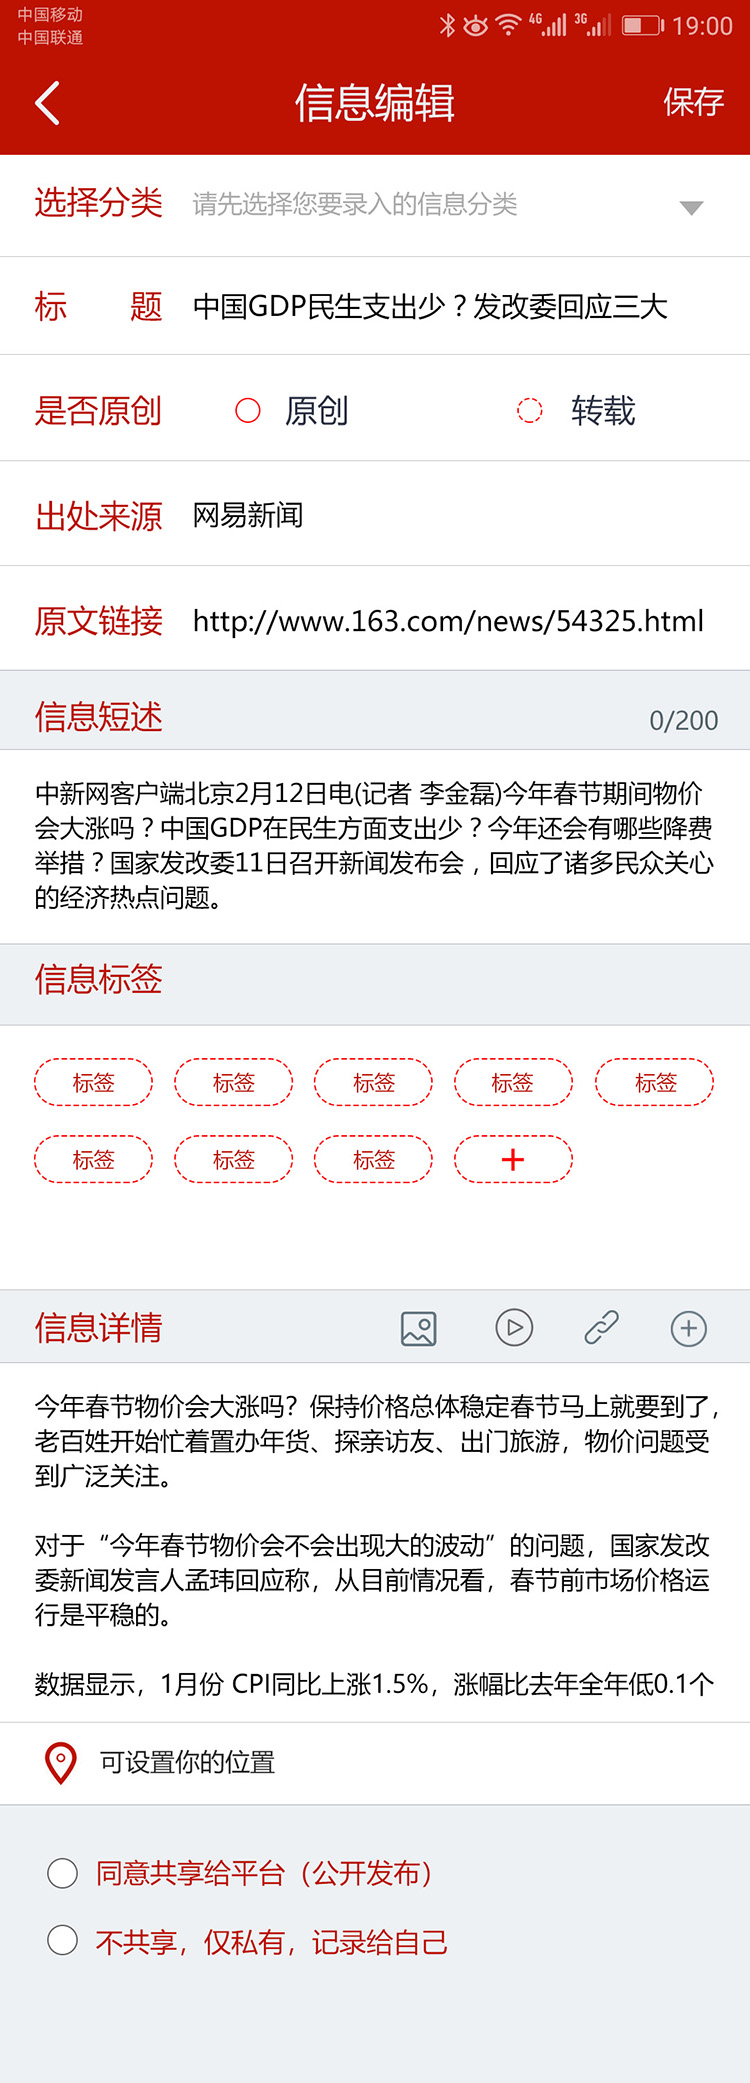 中国移动
中国联通
4G 3G 19:00
信息编辑 保存
选择分类 请先选择您要录入的信息分类
标 题 中国GDP民生支出少？发改委回应三大
是否原创 原创 转载
出处来源 网易新闻
原文链接 http://www.163.com/news/54325.html
信息短述 0/200
中新网客户端北京2月12日电(记者 李金磊)今年春节期间物价
会大涨吗？中国GDP在民生方面支出少？今年还会有哪些降费
举措？国家发改委11日召开新闻发布会，回应了诸多民众关心
的经济热点问题。
信息标签
标签 标签 标签 标签 标签
标签 标签 标签 +
信息详情
今年春节物价会大涨吗？保持价格总体稳定春节马上就要到了，
老百姓开始忙着置办年货、探亲访友、出门旅游，物价问题受
到广泛关注。
对于“今年春节物价会不会出现大的波动”的问题，国家发改
委新闻发言人孟玮回应称，从目前情况看，春节前市场价格运
行是平稳的。
数据显示，1月份 CPI同比上涨1.5%，涨幅比去年全年低0.1个
可设置你的位置
同意共享给平台（公开发布）
不共享，仅私有，记录给自己